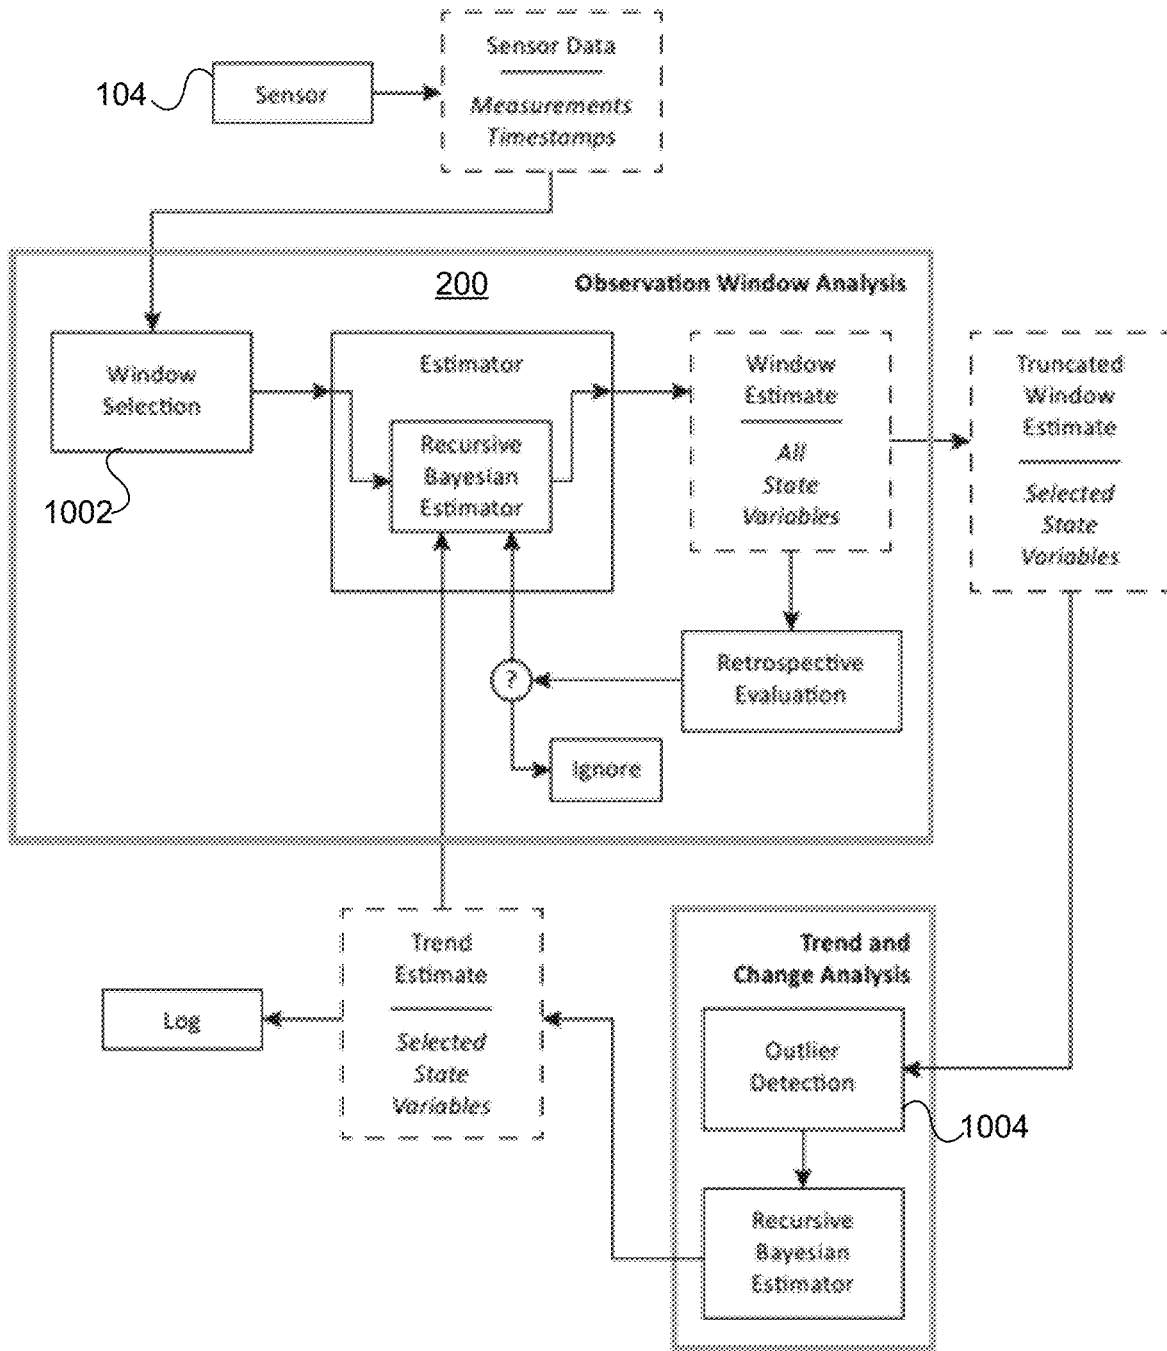 Sensor Data
104
Sensor
Measurements
Timestamps
200
Observation Window Analysis
Window
Selection
1002
Estimator
Recursive
Bayesian
Estimator
Window
Estimate
All
State
Variables
Truncated
Window
Estimate
Selected
State
Variables
Retrospective
Evaluation
?
Ignore
Trend
Estimate
Selected
State
Variables
Log
Trend and
Change Analysis
Outlier
Detection
1004
Recursive
Bayesian
Estimator